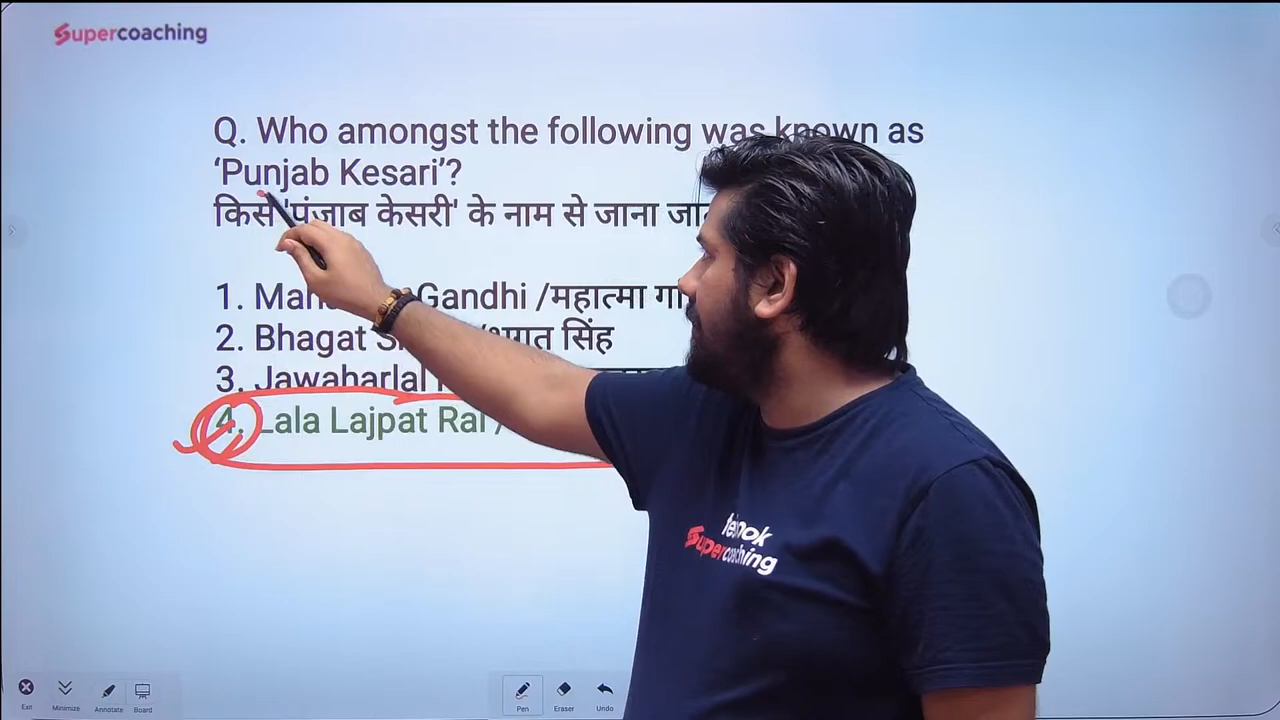 Supercoaching
Q. Who amongst the following was known as
‘Punjab Kesari’?
किसे 'पंजाब केसरी' के नाम से जाना
1. Gandhi /महात्मा
2. Bhagat सिंह
3. Jawaharlal
4. Lala Lajpat Rai /
Supercoaching
Exit
Minimize
Annotate
Board
Pen
Eraser
Undo